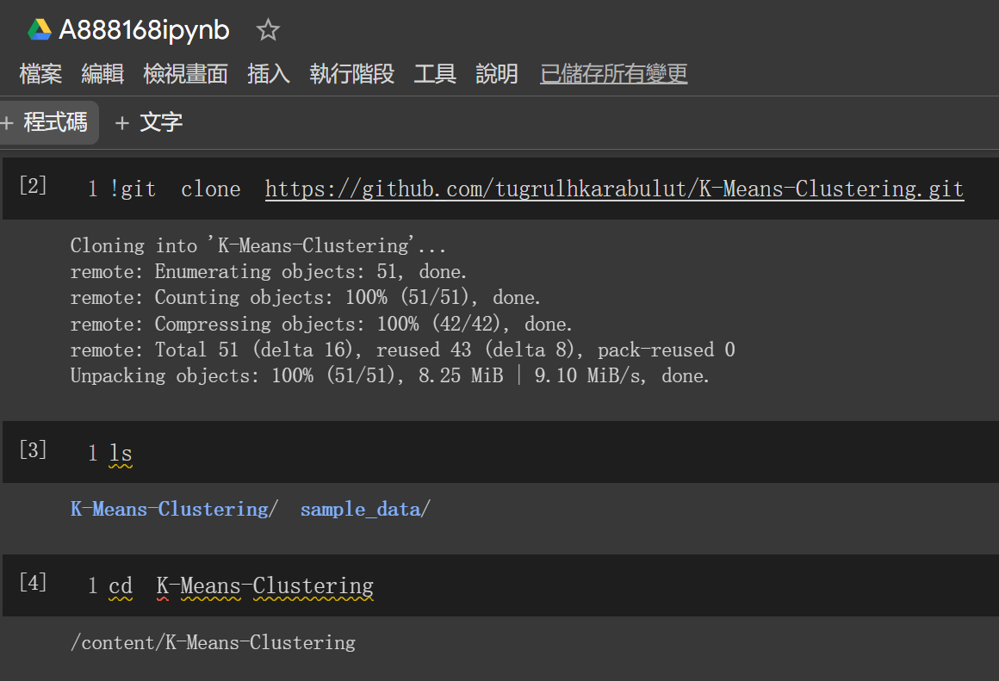 A888168ipynb
檔案 編輯 檢視畫面 插入 執行階段 工具 說明 已儲存所有變更
+ 程式碼 + 文字
[2] 1 !git clone https://github.com/tugrulhkarabulut/K-Means-Clustering.git
Cloning into 'K-Means-Clustering'...
remote: Enumerating objects: 51, done.
remote: Counting objects: 100% (51/51), done.
remote: Compressing objects: 100% (42/42), done.
remote: Total 51 (delta 16), reused 43 (delta 8), pack-reused 0
Unpacking objects: 100% (51/51), 8.25 MiB | 9.10 MiB/s, done.
[3] 1 ls
K-Means-Clustering/ sample_data/
[4] 1 cd K-Means-Clustering
/content/K-Means-Clustering